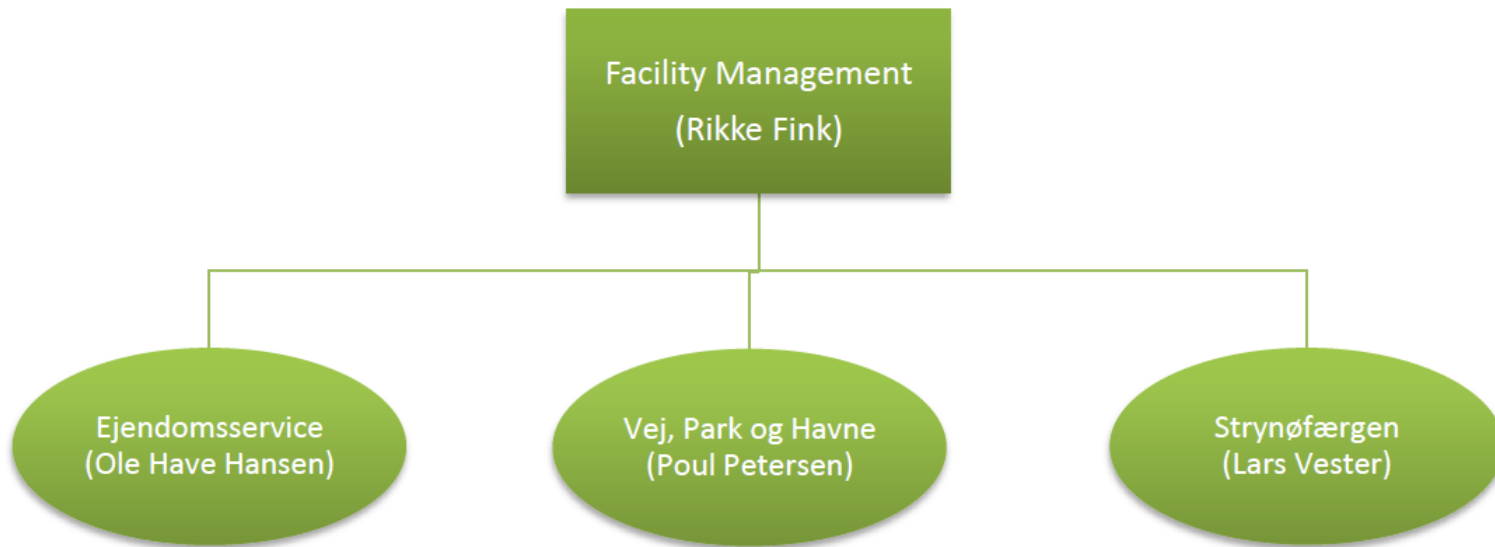 Facility Management
(Rikke Fink)
Ejendomsservice
(Ole Have Hansen)
Vej, Park og Havne
(Poul Petersen)
Strynøfærgen
(Lars Vester)